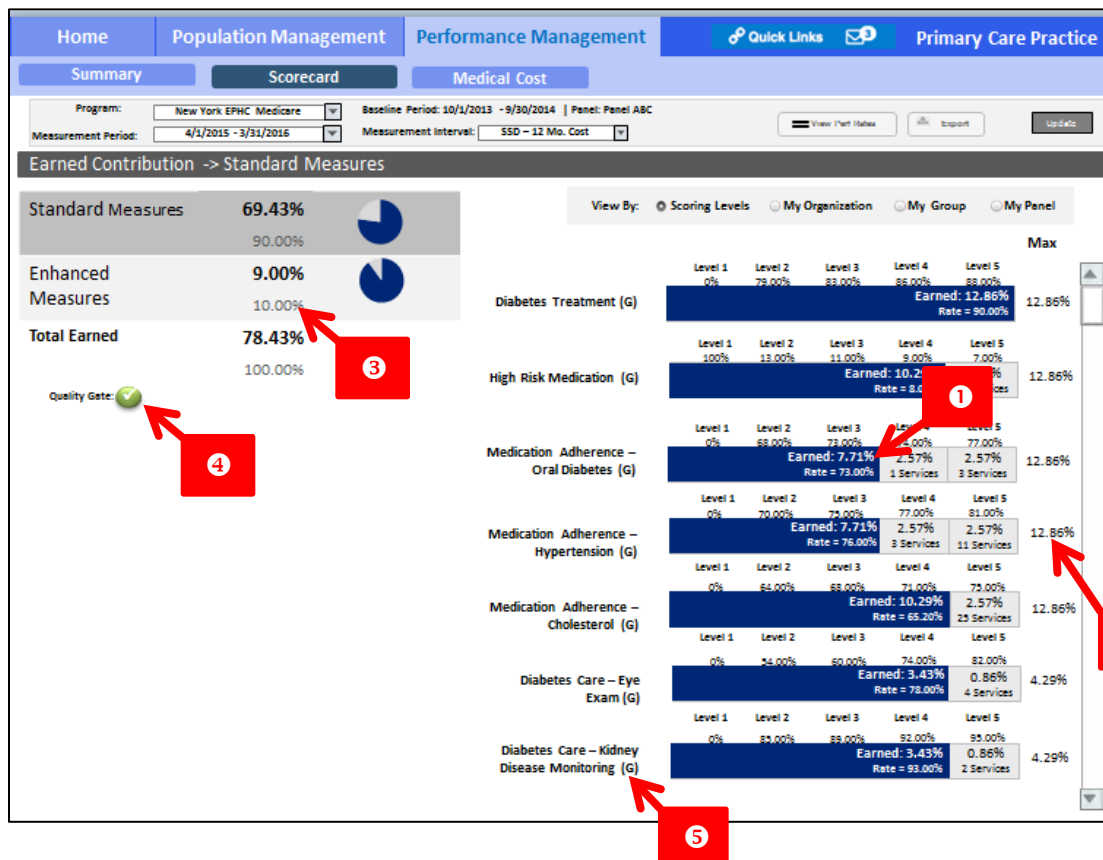 Home Population Management Performance Management Quick Links 3 Primary Care Practice
Summary Scorecard Medical Cost
Program: New York EPHC Medicare Baseline Period: 10/1/2013 - 9/30/2014 | Panel: Panel ABC
Measurement Period: 4/1/2015 - 3/31/2016 Measurement Interval: SSD – 12 Mo. Cost View Perf Rates Export Update
Earned Contribution -> Standard Measures
Standard Measures 69.43%
90.00%
Enhanced Measures 9.00%
10.00%
Total Earned 78.43%
100.00%
Quality Gate:
❸
❹
View By: Scoring Levels My Organization My Group My Panel
Max
Level 1 Level 2 Level 3 Level 4 Level 5
0% 79.00% 83.00% 86.00% 88.00%
Diabetes Treatment (G) Earned: 12.86% 12.86%
Rate = 90.00%
Level 1 Level 2 Level 3 Level 4 Level 5
100% 13.00% 11.00% 9.00% 7.00%
High Risk Medication (G) Earned: 10.2 % 12.86%
Rate = 8.0 ces
❶
Level 1 Level 2 Level 3 Level 5
0% 68.00% 73.00% 77.00%
Medication Adherence – Earned: 7.71% 2.57% 2.57% 12.86%
Oral Diabetes (G) Rate = 73.00% 1 Services 3 Services
Level 1 Level 2 Level 3 Level 4 Level 5
0% 70.00% 75.00% 77.00% 81.00%
Medication Adherence – Earned: 7.71% 2.57% 2.57% 12.86%
Hypertension (G) Rate = 76.00% 3 Services 11 Services
Level 1 Level 2 Level 3 Level 4 Level 5
0% 64.00% 68.00% 71.00% 75.00%
Medication Adherence – Earned: 10.29% 2.57% 12.86%
Cholesterol (G) Rate = 65.20% 25 Services
Level 1 Level 2 Level 3 Level 4 Level 5
0% 54.00% 60.00% 74.00% 82.00%
Diabetes Care – Eye Earned: 3.43% 0.86% 4.29%
Exam (G) Rate = 78.00% 4 Services
Level 1 Level 2 Level 3 Level 4 Level 5
0% 85.00% 89.00% 92.00% 95.00%
Diabetes Care – Kidney Earned: 3.43% 0.86% 4.29%
Disease Monitoring (G) Rate = 93.00% 2 Services
❺